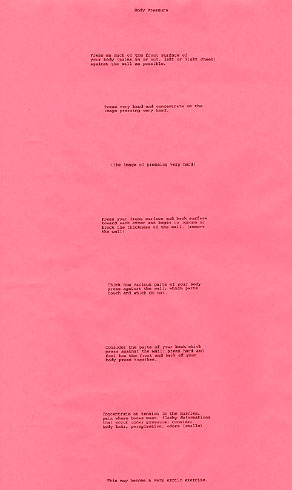 Body Pressure
Press as much of the front surface of
your body (palms in or out, left or right cheek)
against the wall as possible.
Press very hard and concentrate on the
image pressing very hard.
(the image of pressing very hard)
Press your front surface and back surface
toward each other and begin to ignore or
block the thickness of the wall. (remove
the wall)
Think how various parts of your body
press against the wall; which parts
touch and which do not.
Consider the parts of your back which
press against the wall; press hard and
feel how the front and back of your
body press together.
Concentrate on tension in the muscles,
pain where bones meet, fleshy deformations
that occur under pressure; consider
body hair, perspiration, odors (smells).
This may become a very erotic exercise.